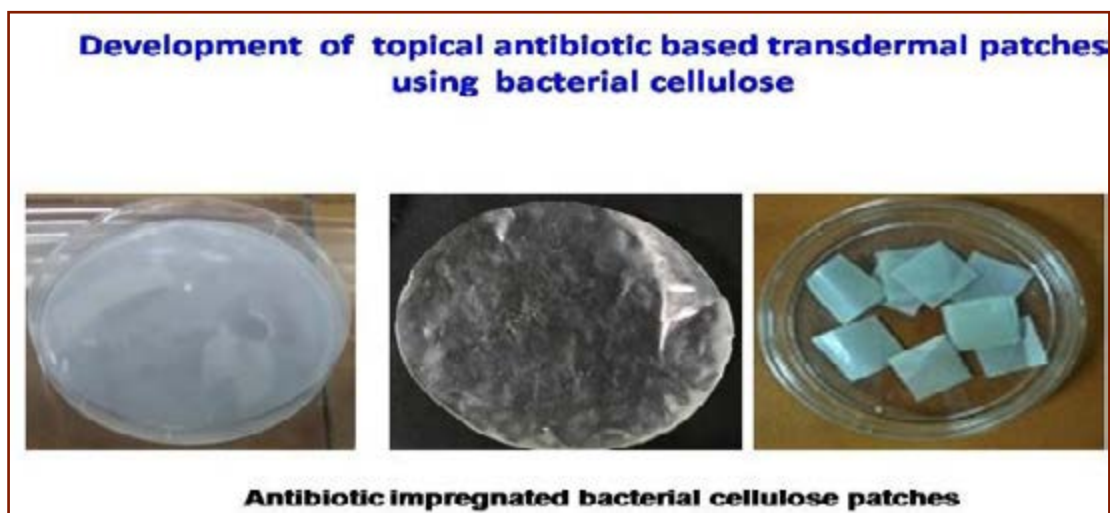 Development of topical antibiotic based transdermal patches
using bacterial cellulose
Antibiotic impregnated bacterial cellulose patches